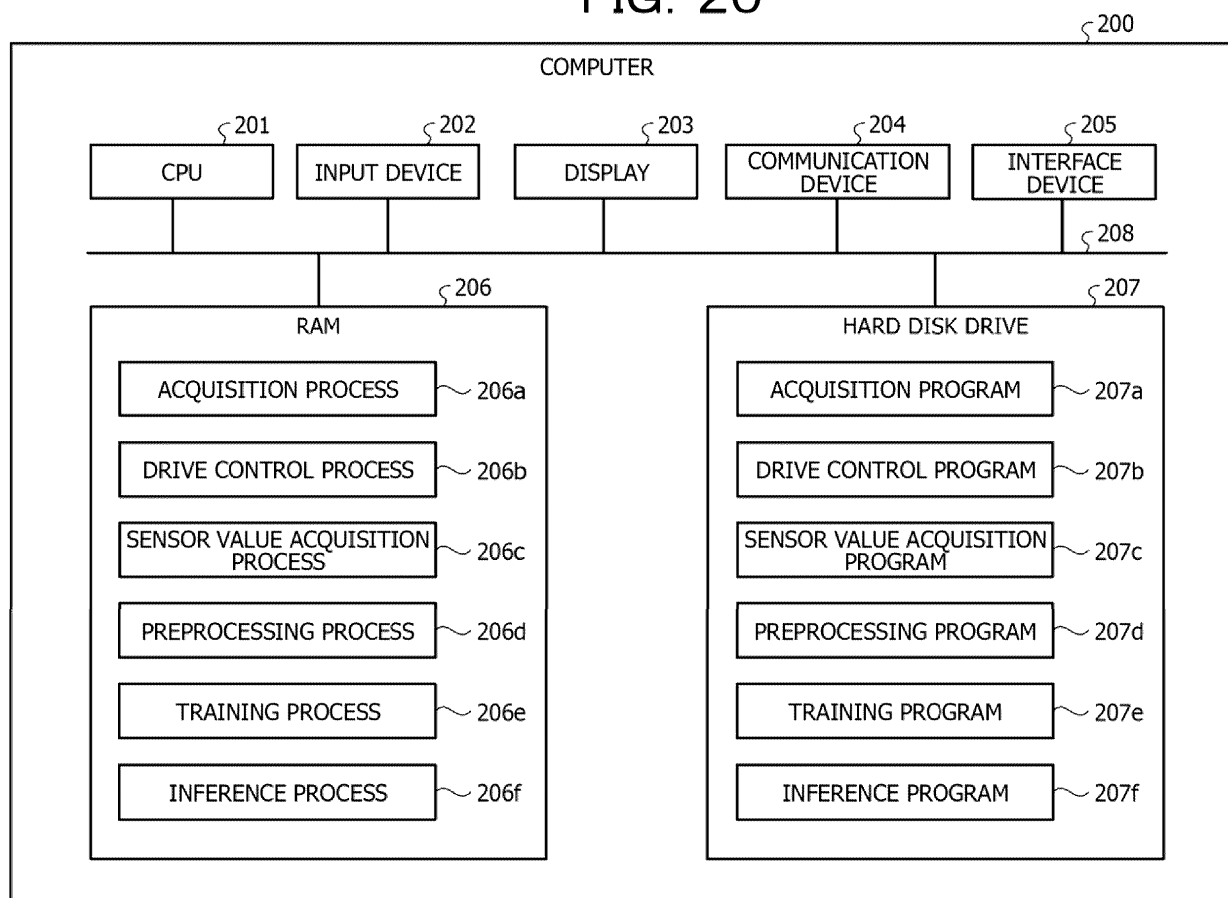 FIG. 20
200
COMPUTER
201
202
203
204
205
CPU
INPUT DEVICE
DISPLAY
COMMUNICATION
DEVICE
INTERFACE
DEVICE
208
206
207
RAM
HARD DISK DRIVE
ACQUISITION PROCESS
206a
ACQUISITION PROGRAM
207a
DRIVE CONTROL PROCESS
206b
DRIVE CONTROL PROGRAM
207b
SENSOR VALUE ACQUISITION
PROCESS
206c
SENSOR VALUE ACQUISITION
PROGRAM
207c
PREPROCESSING PROCESS
206d
PREPROCESSING PROGRAM
207d
TRAINING PROCESS
206e
TRAINING PROGRAM
207e
INFERENCE PROCESS
206f
INFERENCE PROGRAM
207f